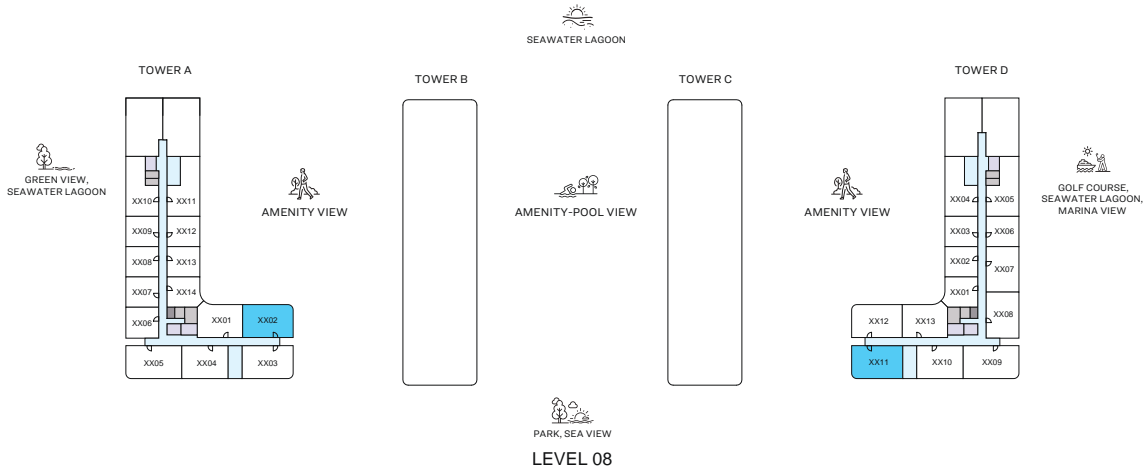 SEAWATER LAGOON
TOWER A
TOWER B
TOWER C
TOWER D
GREEN VIEW,
SEAWATER LAGOON
AMENITY VIEW
AMENITY-POOL VIEW
AMENITY VIEW
GOLF COURSE,
SEAWATER LAGOON,
MARINA VIEW
XX10 XX11
XX09 XX12
XX08 XX13
XX07 XX14
XX06
XX01 XX02
XX05 XX04 XX03
XX04 XX05
XX03 XX06
XX02
XX07
XX01
XX08
XX12 XX13
XX11 XX10 XX09
PARK, SEA VIEW
LEVEL 08